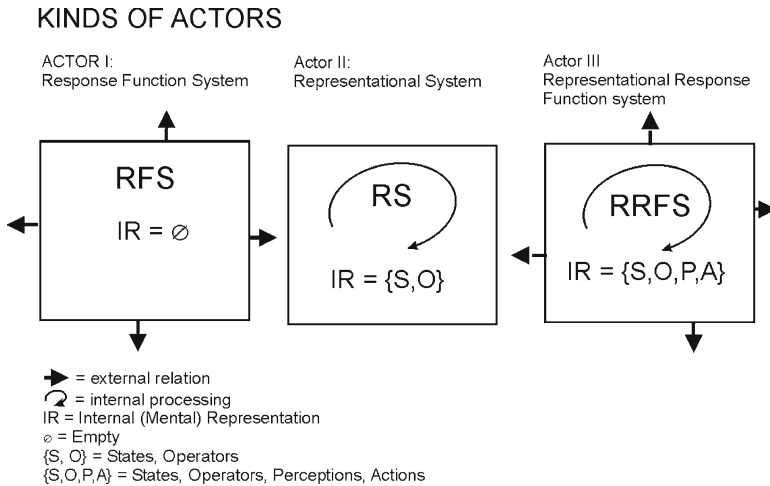 KINDS OF ACTORS
ACTOR I:
Response Function System
Actor II:
Representational System
Actor III
Representational Response
Function system
RFS
IR = ∅
RS
IR = {S,O}
RRFS
IR = {S,O,P,A}
= external relation
= internal processing
IR = Internal (Mental) Representation
∅ = Empty
{S, O} = States, Operators
{S,O,P,A} = States, Operators, Perceptions, Actions